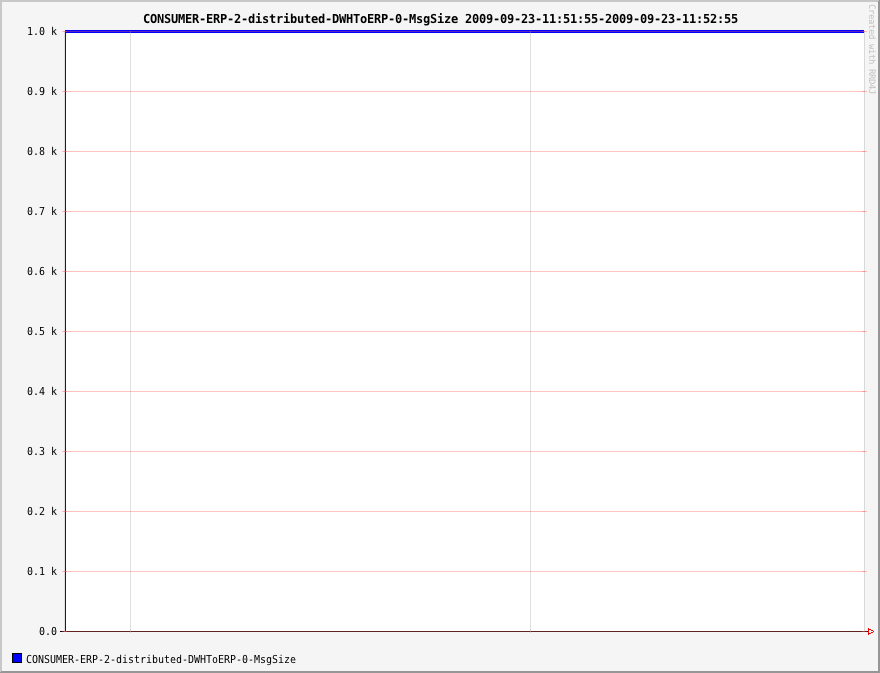 CONSUMER-ERP-2-distributed-DWHToERP-0-MsgSize 2009-09-23-11:51:55-2009-09-23-11:52:55
Created with RRD4J
1.0 k
0.9 k
0.8 k
0.7 k
0.6 k
0.5 k
0.4 k
0.3 k
0.2 k
0.1 k
0.0
CONSUMER-ERP-2-distributed-DWHToERP-0-MsgSize